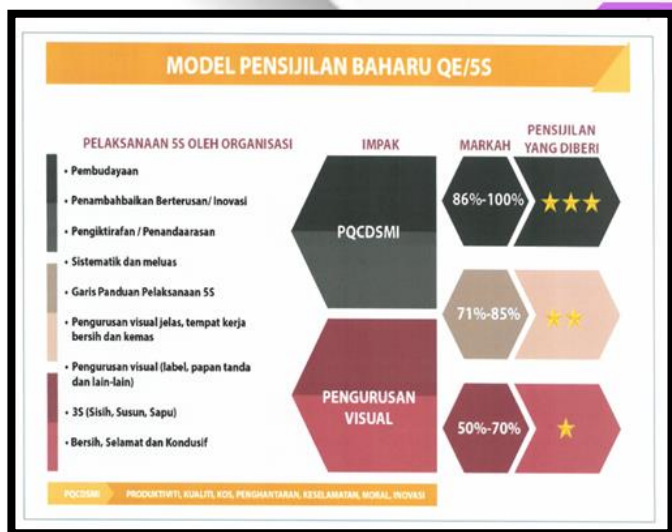 MODEL PENSIJILAN BAHARU QE/5S
PELAKSANAAN 5S OLEH ORGANISASI
• Pembudayaan
• Penambahbaikan Berterusan/ Inovasi
• Pengiktirafan / Penandaarasan
• Sistematik dan meluas
• Garis Panduan Pelaksanaan 5S
• Pengurusan visual jelas, tempat kerja
bersih dan kemas
• Pengurusan visual (label, papan tanda
dan lain-lain)
• 3S (Sisih, Susun, Sapu)
• Bersih, Selamat dan Kondusif
IMPAK
PQCDSMI
PENGURUSAN
VISUAL
MARKAH
86%-100%
71%-85%
50%-70%
PENSIJILAN
YANG DIBERI
PQCDSMI
PRODUKTIVITI, KUALITI, KOS, PENGHANTARAN, KESELAMATAN, MORAL, INOVASI